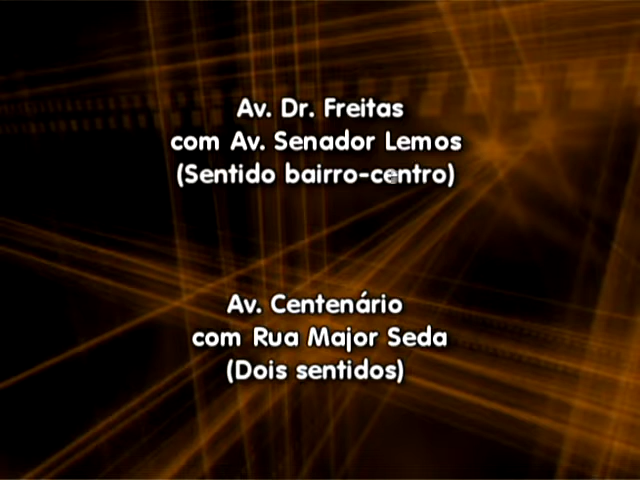 Av. Dr. Freitas
com Av. Senador Lemos
(Sentido bairro-centro)
Av. Centenário
com Rua Major Seda
(Dois sentidos)